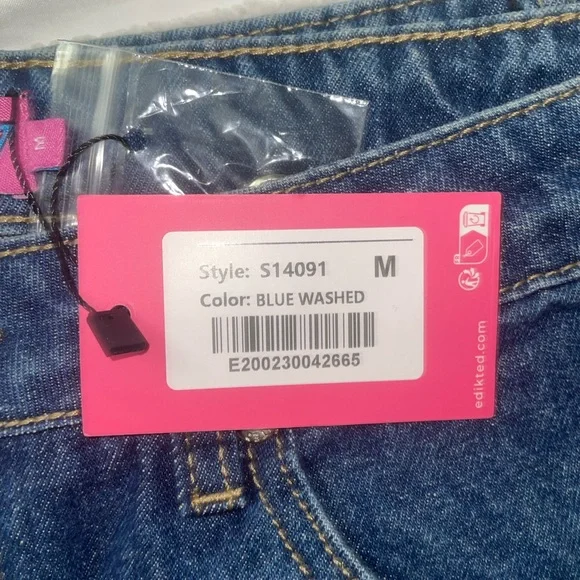 M
Style: S14091 M
Color: BLUE WASHED
E200230042665
edikted.com